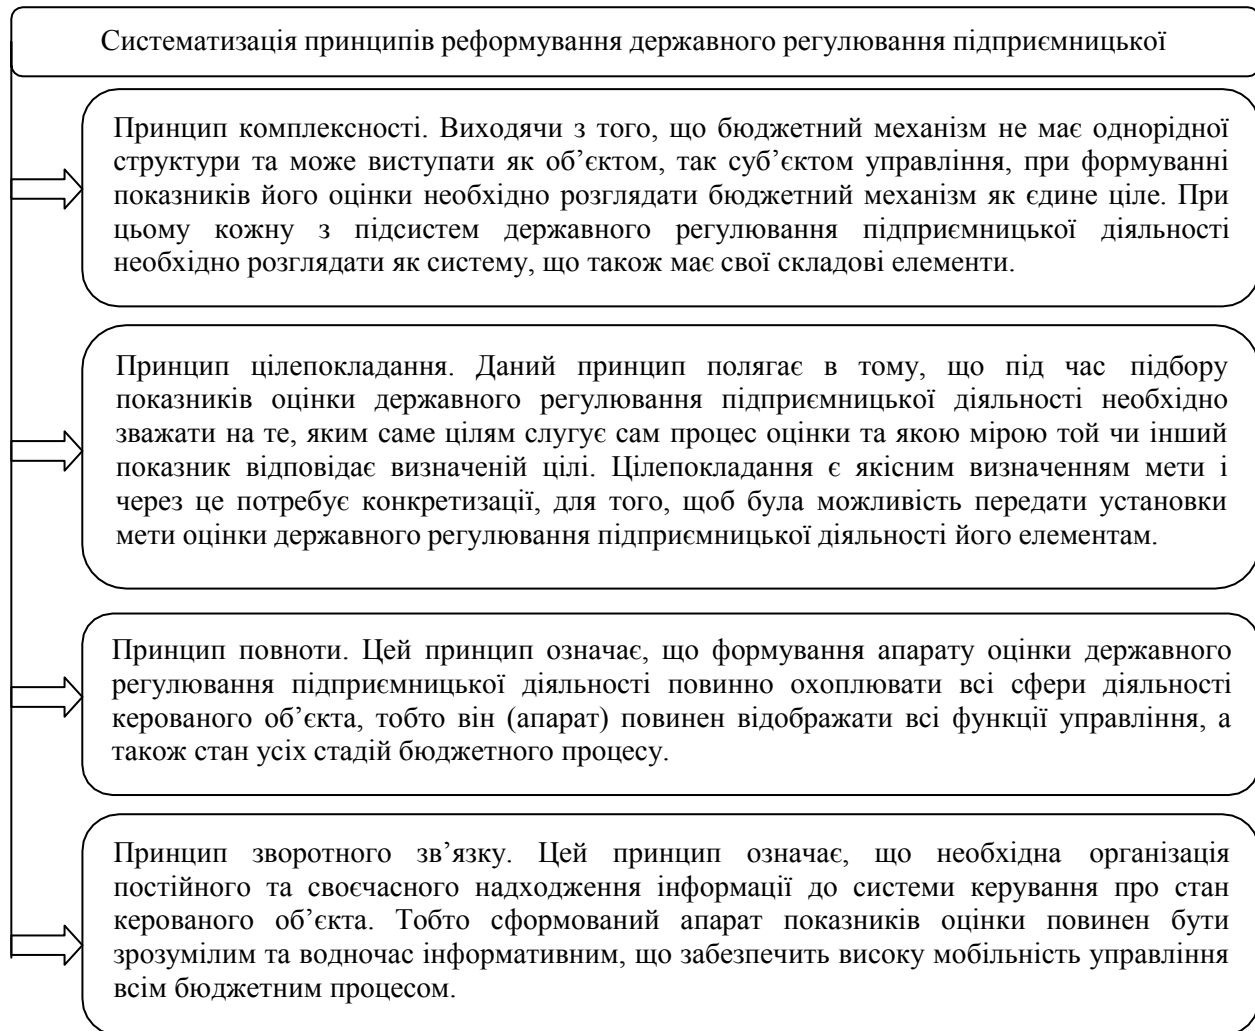 Систематизація принципів реформування державного регулювання підприємницької
Принцип комплексності. Виходячи з того, що бюджетний механізм не має однорідної
структури та може виступати як об’єктом, так суб’єктом управління, при формуванні
показників його оцінки необхідно розглядати бюджетний механізм як єдине ціле. При
цьому кожну з підсистем державного регулювання підприємницької діяльності
необхідно розглядати як систему, що також має свої складові елементи.
Принцип цілепокладання. Даний принцип полягає в тому, що під час підбору
показників оцінки державного регулювання підприємницької діяльності необхідно
зважати на те, яким саме цілям слугує сам процес оцінки та якою мірою той чи інший
показник відповідає визначеній цілі. Цілепокладання є якісним визначенням мети і
через це потребує конкретизації, для того, щоб була можливість передати установки
мети оцінки державного регулювання підприємницької діяльності його елементам.
Принцип повноти. Цей принцип означає, що формування апарату оцінки державного
регулювання підприємницької діяльності повинно охоплювати всі сфери діяльності
керованого об’єкта, тобто він (апарат) повинен відображати всі функції управління, а
також стан усіх стадій бюджетного процесу.
Принцип зворотного зв’язку. Цей принцип означає, що необхідна організація
постійного та своєчасного надходження інформації до системи керування про стан
керованого об’єкта. Тобто сформований апарат показників оцінки повинен бути
зрозумілим та водночас інформативним, що забезпечить високу мобільність управління
всім бюджетним процесом.